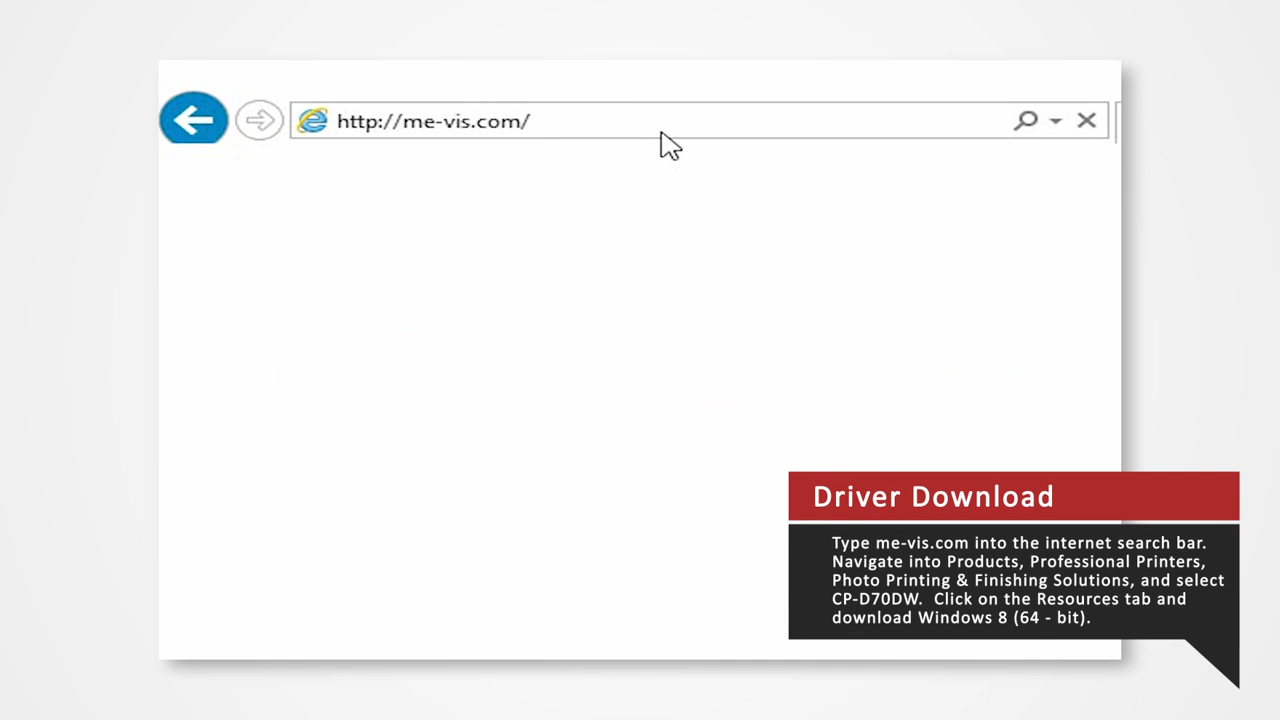 http://me-vis.com/
Driver Download
Type me-vis.com into the internet search bar.
Navigate into Products, Professional Printers,
Photo Printing & Finishing Solutions, and select
CP-D70DW.  Click on the Resources tab and
download Windows 8 (64 - bit).